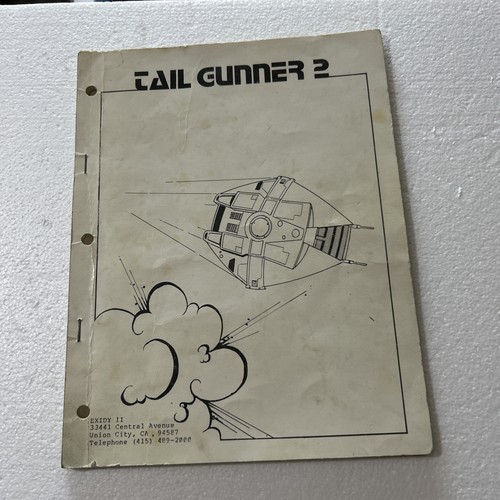 TAIL GUNNER 2
EXIDY II
33441 Central Avenue
Union City, CA. 94587
Telephone (415) 489-2000